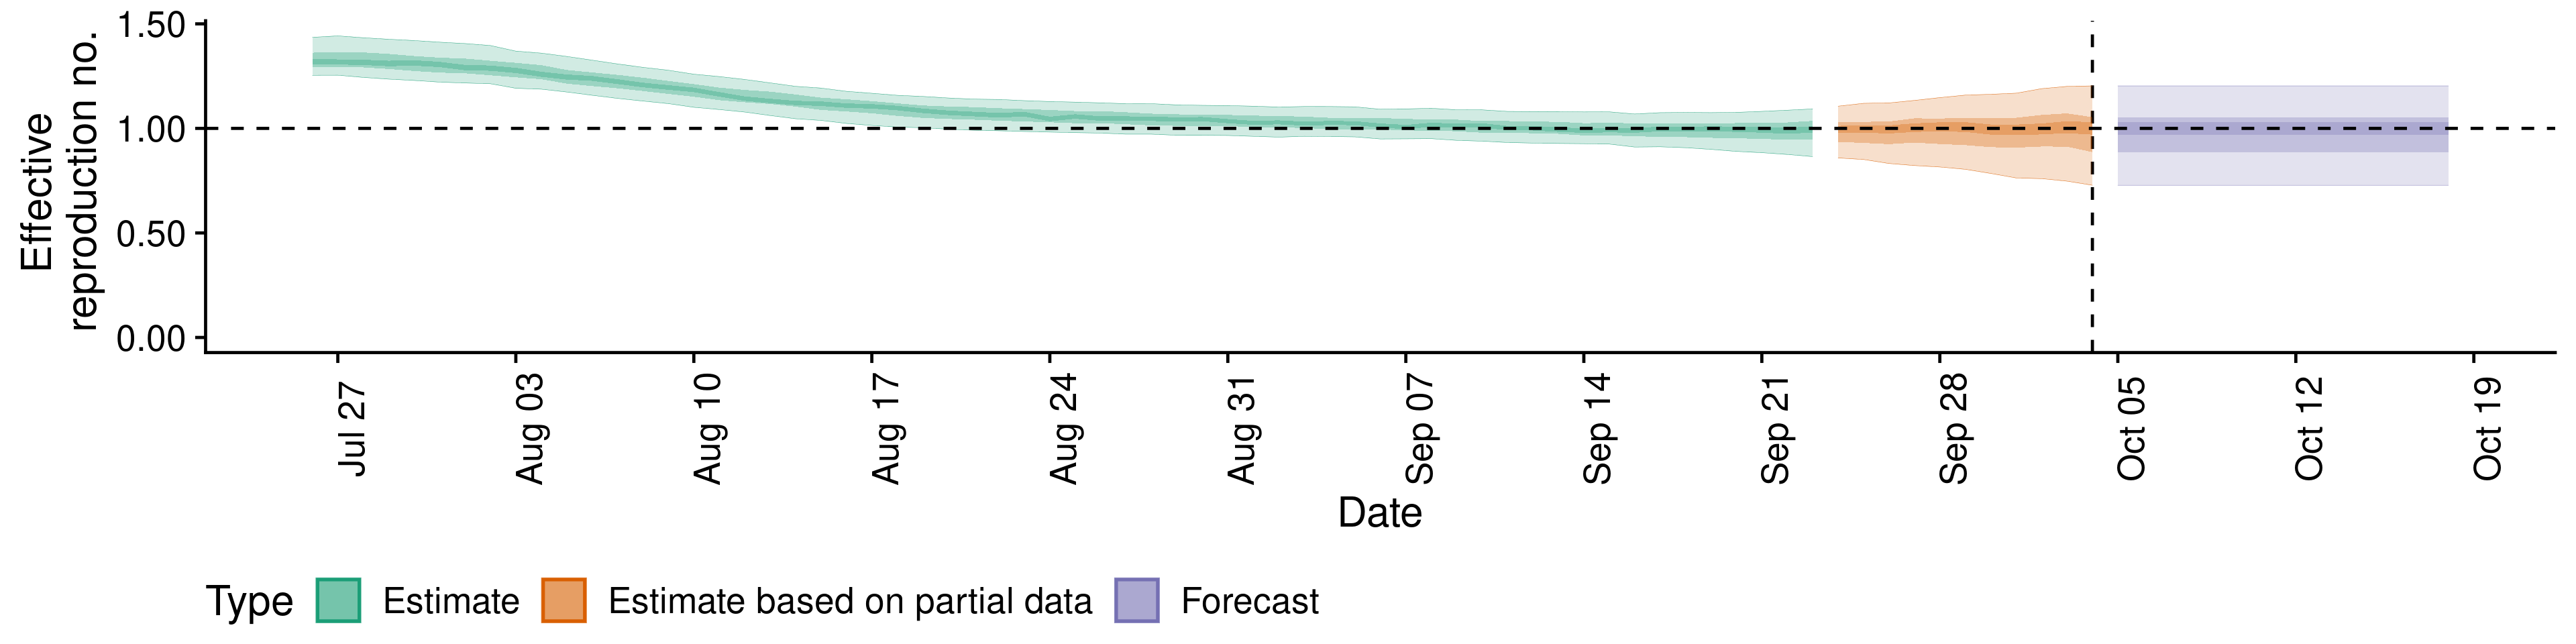 Effective
reproduction no.
1.50
1.00
0.50
0.00
Jul 27
Aug 03
Aug 10
Aug 17
Aug 24
Aug 31
Sep 07
Sep 14
Sep 21
Sep 28
Oct 05
Oct 12
Oct 19
Date
Type Estimate Estimate based on partial data Forecast